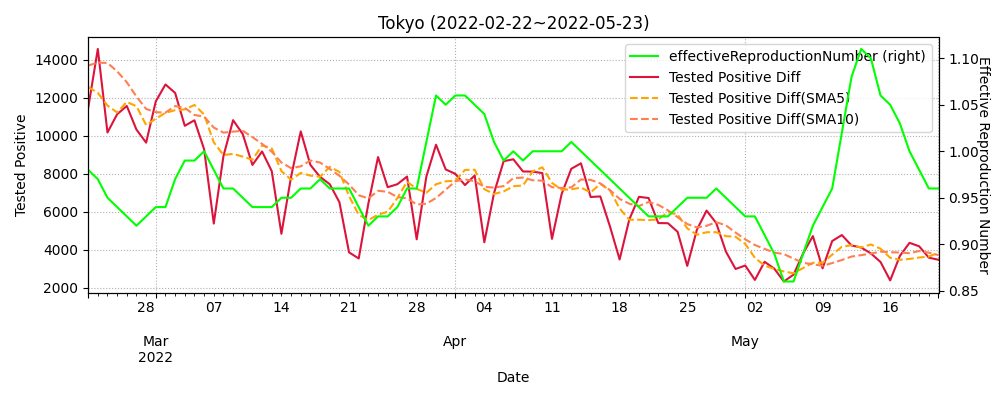 Tokyo (2022-02-22~2022-05-23)
effectiveReproductionNumber (right)
Tested Positive Diff
Tested Positive Diff(SMA5)
Tested Positive Diff(SMA10)
Tested Positive
14000
12000
10000
8000
6000
4000
2000
1.10
1.05
1.00
0.95
0.90
0.85
Effective Reproduction Number
28 07 14 21 28 04 11 18 25 02 09 16
Mar Apr May
2022
Date